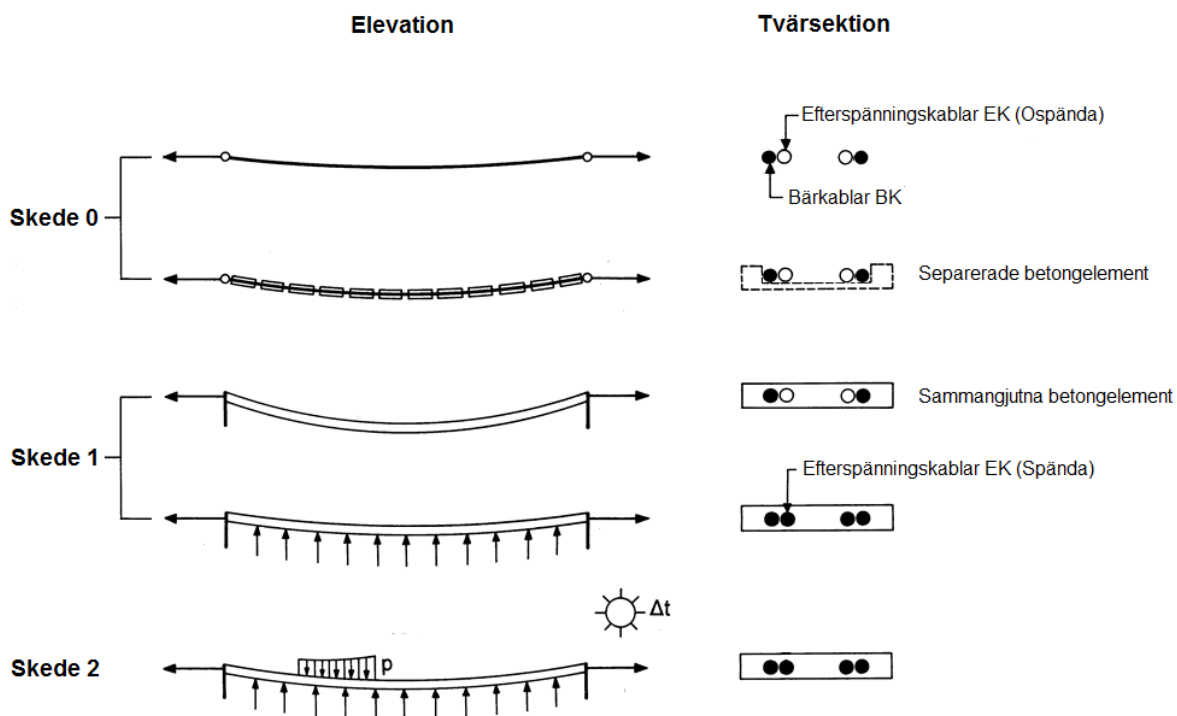 Elevation
Tvärsektion
Efterspänningskablar EK (Ospända)
Skede 0
Bärkablar BK
Separerade betongelement
Sammangjutna betongelement
Skede 1
Efterspänningskablar EK (Spända)
Δt
p
Skede 2